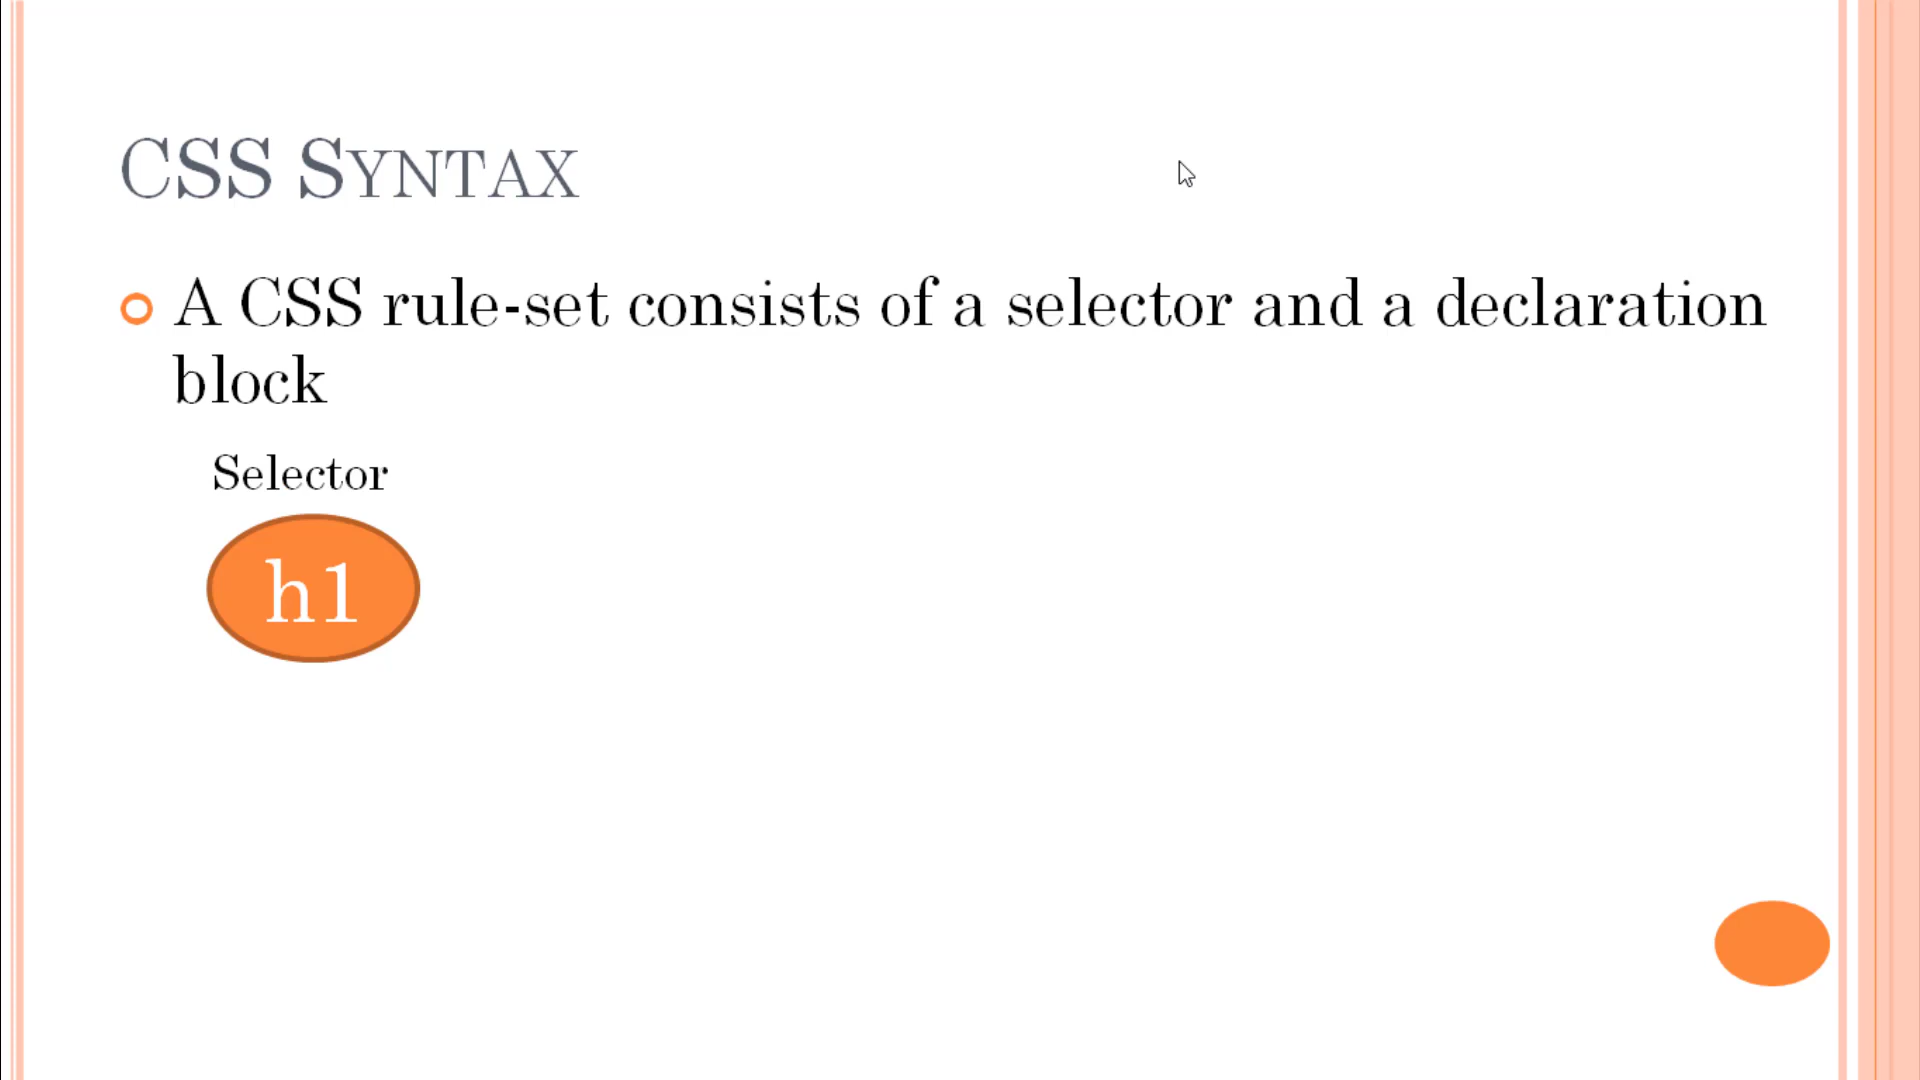 CSS Syntax
A CSS rule-set consists of a selector and a declaration
block
Selector
h1